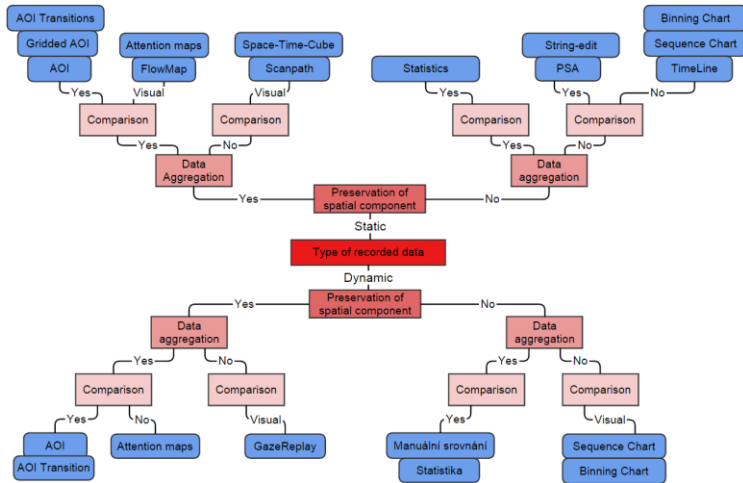 AOI Transitions
Gridded AOI
AOI
Attention maps
FlowMap
Space-Time-Cube
Scanpath
Statistics
String-edit
PSA
Binning Chart
Sequence Chart
TimeLine
Yes
Visual
Visual
Yes
Yes
No
Comparison
Comparison
Comparison
Comparison
Yes
No
Yes
No
Data
Aggregation
Data
aggregation
Yes
Preservation of
spatial component
No
Static
Type of recorded data
Dynamic
Yes
Preservation of
spatial component
No
Data
aggregation
Data
aggregation
Yes
No
Yes
No
Comparison
Comparison
Comparison
Comparison
Yes
No
Visual
Yes
Visual
AOI
AOI Transition
Attention maps
GazeReplay
Manuální srovnání
Statistika
Sequence Chart
Binning Chart